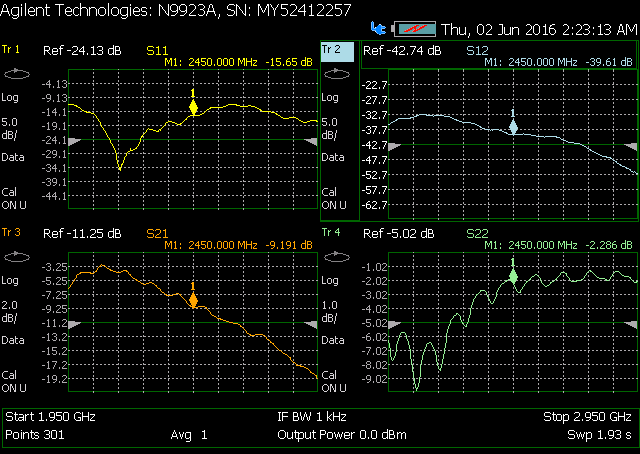 Agilent Technologies: N9923A, SN: MY52412257
Thu, 02 Jun 2016 2:23:13 AM
Tr 1 Ref -24.13 dB S11
M1: 2450.000 MHz -15.65 dB
Log
5.0
dB/
Data
Cal
ON U
-4.13
-9.13
-14.1
-19.1
-24.1
-29.1
-34.1
-39.1
-44.1
1
Tr 2 Ref -42.74 dB S12
M1: 2450.000 MHz -39.61 dB
Log
5.0
dB/
Data
Cal
ON U
-22.7
-27.7
-32.7
-37.7
-42.7
-47.7
-52.7
-57.7
-62.7
1
Tr 3 Ref -11.25 dB S21
M1: 2450.000 MHz -9.191 dB
Log
2.0
dB/
Data
Cal
ON U
-3.25
-5.25
-7.25
-9.25
-11.2
-13.2
-15.2
-17.2
-19.2
1
Tr 4 Ref -5.02 dB S22
M1: 2450.000 MHz -2.286 dB
Log
1.0
dB/
Data
Cal
ON U
-1.02
-2.02
-3.02
-4.02
-5.02
-6.02
-7.02
-8.02
-9.02
1
Start 1.950 GHz IF BW 1 kHz Stop 2.950 GHz
Points 301 Avg 1 Output Power 0.0 dBm Swp 1.93 s